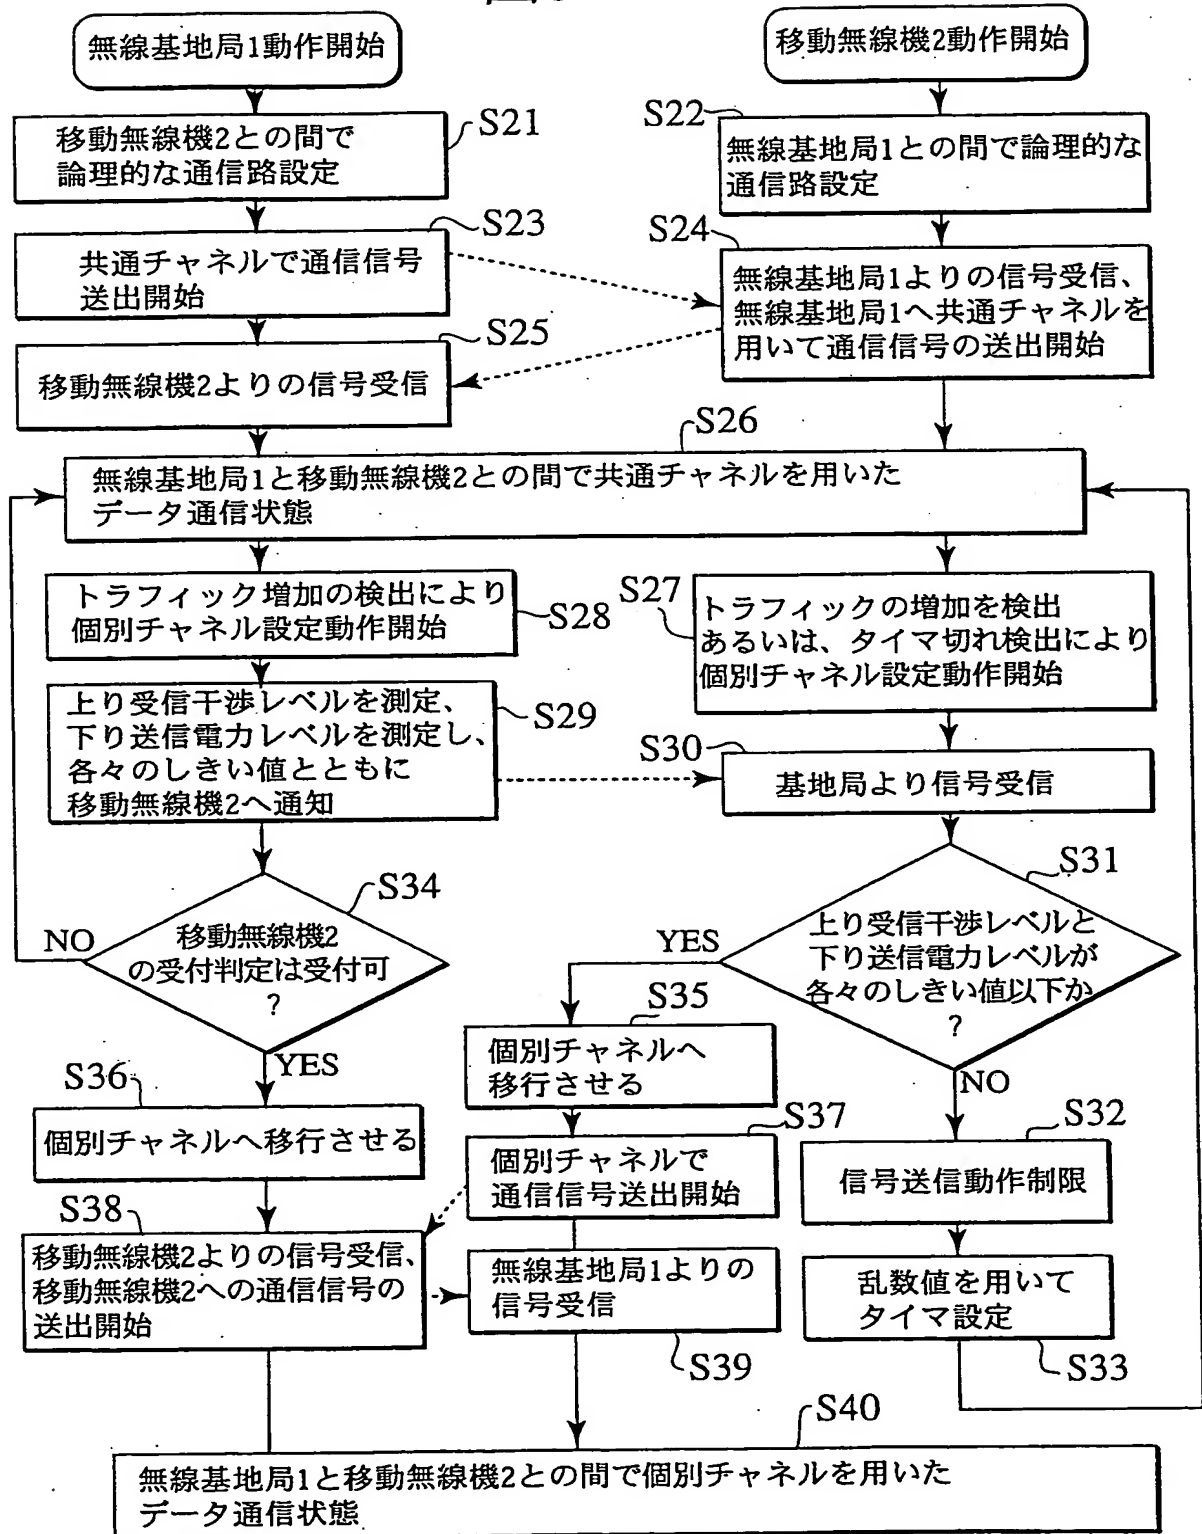 無線基地局1動作開始
移動無線機2動作開始
S21
移動無線機2との間で
論理的な通信路設定
S22
無線基地局1との間で論理的な
通信路設定
S23
共通チャネルで通信信号
送出開始
S24
無線基地局1よりの信号受信、
無線基地局1へ共通チャネルを
用いて通信信号の送出開始
S25
移動無線機2よりの信号受信
S26
無線基地局1と移動無線機2との間で共通チャネルを用いた
データ通信状態
トラフィック増加の検出により
個別チャネル設定動作開始
S28
S27
トラフィックの増加を検出
あるいは、タイマ切れ検出により
個別チャネル設定動作開始
上り受信干渉レベルを測定、
下り送信電力レベルを測定し、
各々のしきい値とともに
移動無線機2へ通知
S29
S30
基地局より信号受信
S34
移動無線機2
の受付判定は受付可
?
NO
YES
S31
上り受信干渉レベルと
下り送信電力レベルが
各々のしきい値以下か
?
YES
NO
S35
個別チャネルへ
移行させる
S36
個別チャネルへ移行させる
S37
個別チャネルで
通信信号送出開始
S32
信号送信動作制限
S38
移動無線機2よりの信号受信、
移動無線機2への通信信号の
送出開始
無線基地局1よりの
信号受信
S39
乱数値を用いて
タイマ設定
S33
S40
無線基地局1と移動無線機2との間で個別チャネルを用いた
データ通信状態